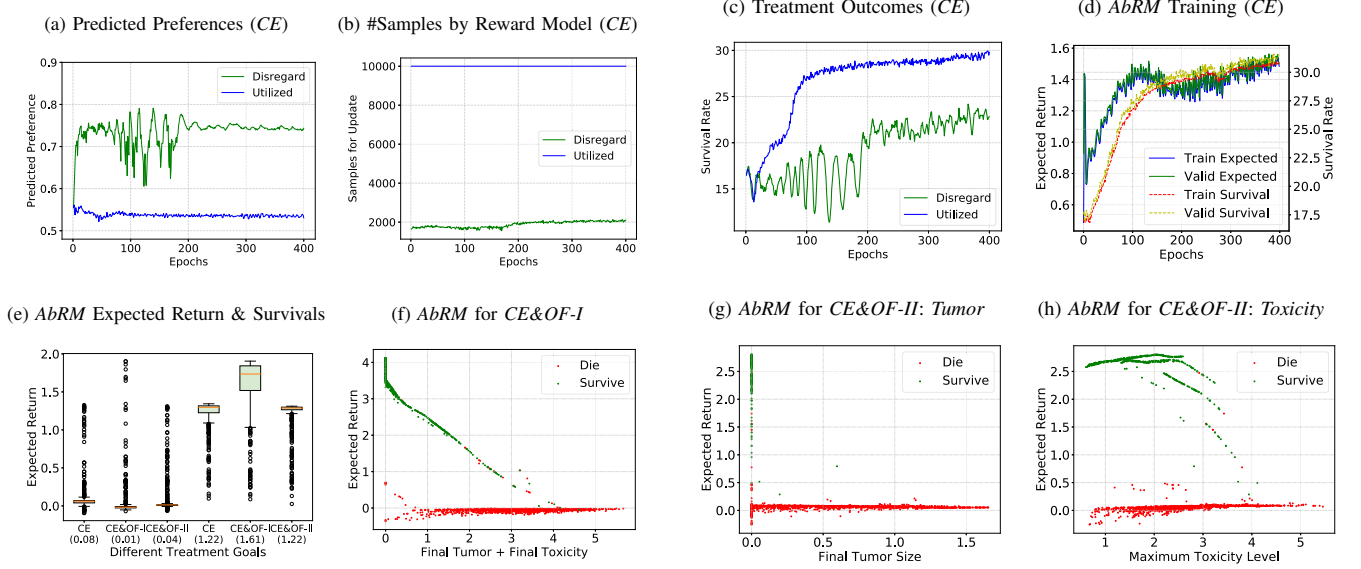 (a) Predicted Preferences (CE)
0.9
0.8
0.7
0.6
0.5
Predicted Preference
Disregard
Utilized
0 100 200 300 400
Epochs
(b) #Samples by Reward Model (CE)
10000
8000
6000
4000
2000
Samples for Update
Disregard
Utilized
0 100 200 300 400
Epochs
(c) Treatment Outcomes (CE)
30
25
20
15
Survival Rate
Disregard
Utilized
0 100 200 300 400
Epochs
(d) AbRM Training (CE)
1.6
1.4
1.2
1.0
0.8
0.6
Expected Return
30.0
27.5
25.0
22.5
20.0
17.5
Survival Rate
Train Expected
Valid Expected
Train Survival
Valid Survival
0 100 200 300 400
Epochs
(e) AbRM Expected Return & Survivals
2.0
1.5
1.0
0.5
0.0
Expected Return
CE CE&OF-I CE&OF-II CE CE&OF-I CE&OF-II
(0.08) (0.01) (0.04) (1.22) (1.61) (1.22)
Different Treatment Goals
(f) AbRM for CE&OF-I
4
3
2
1
0
Expected Return
Die
Survive
0 1 2 3 4 5
Final Tumor + Final Toxicity
(g) AbRM for CE&OF-II: Tumor
2.5
2.0
1.5
1.0
0.5
0.0
Expected Return
Die
Survive
0.0 0.5 1.0 1.5
Final Tumor Size
(h) AbRM for CE&OF-II: Toxicity
2.5
2.0
1.5
1.0
0.5
0.0
Expected Return
Die
Survive
1 2 3 4 5
Maximum Toxicity Level